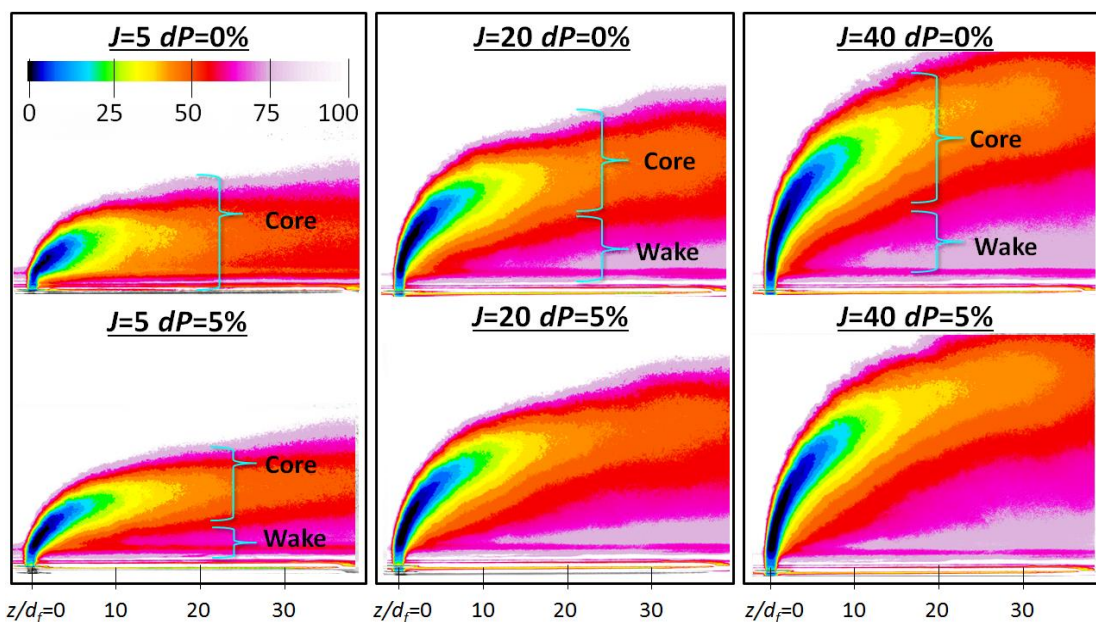 J=5 dP=0%
0 25 50 75 100
Core
J=20 dP=0%
Core
Wake
J=40 dP=0%
Core
Wake
J=5 dP=5%
Core
Wake
z/df=0 10 20 30
J=20 dP=5%
0 10 20 30
J=40 dP=5%
0 10 20 30